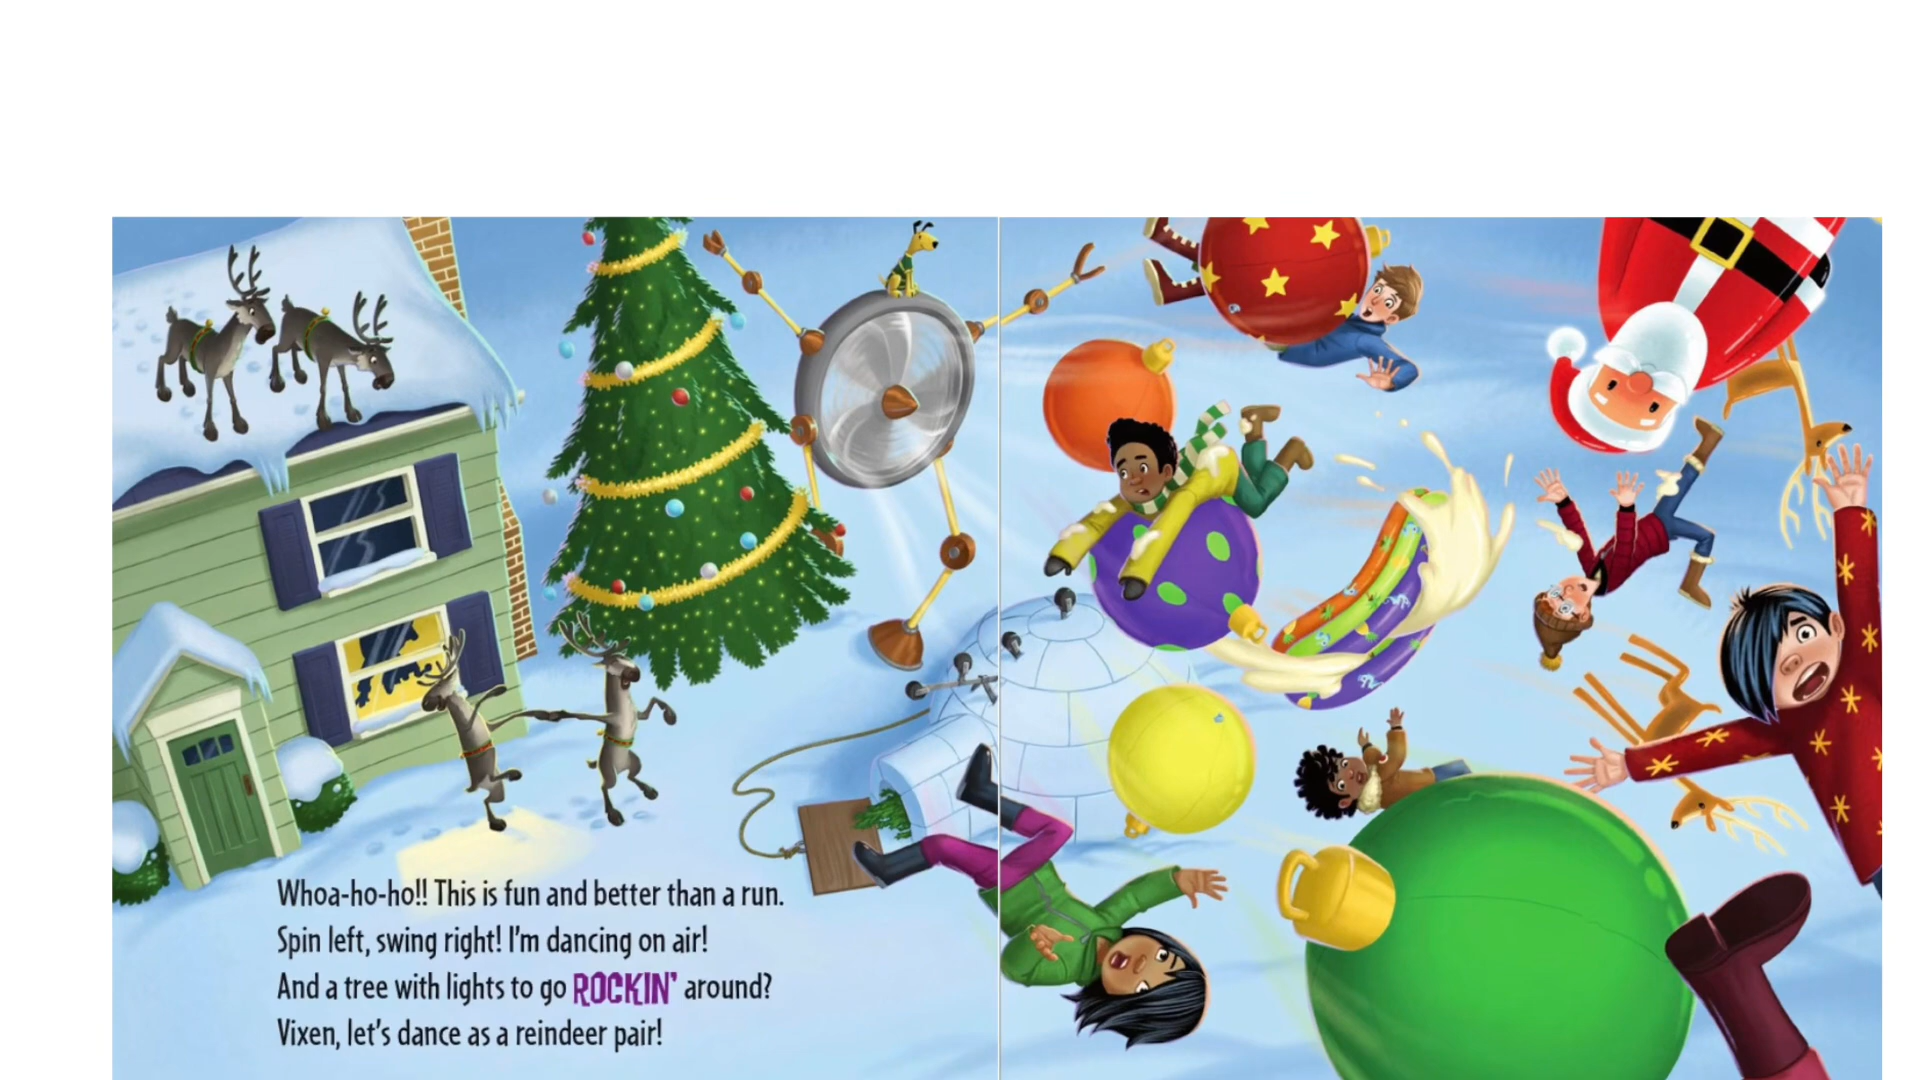 Whoa-ho-ho!! This is fun and better than a run.
Spin left, swing right! I'm dancing on air!
And a tree with lights to go ROCKIN' around?
Vixen, let's dance as a reindeer pair!